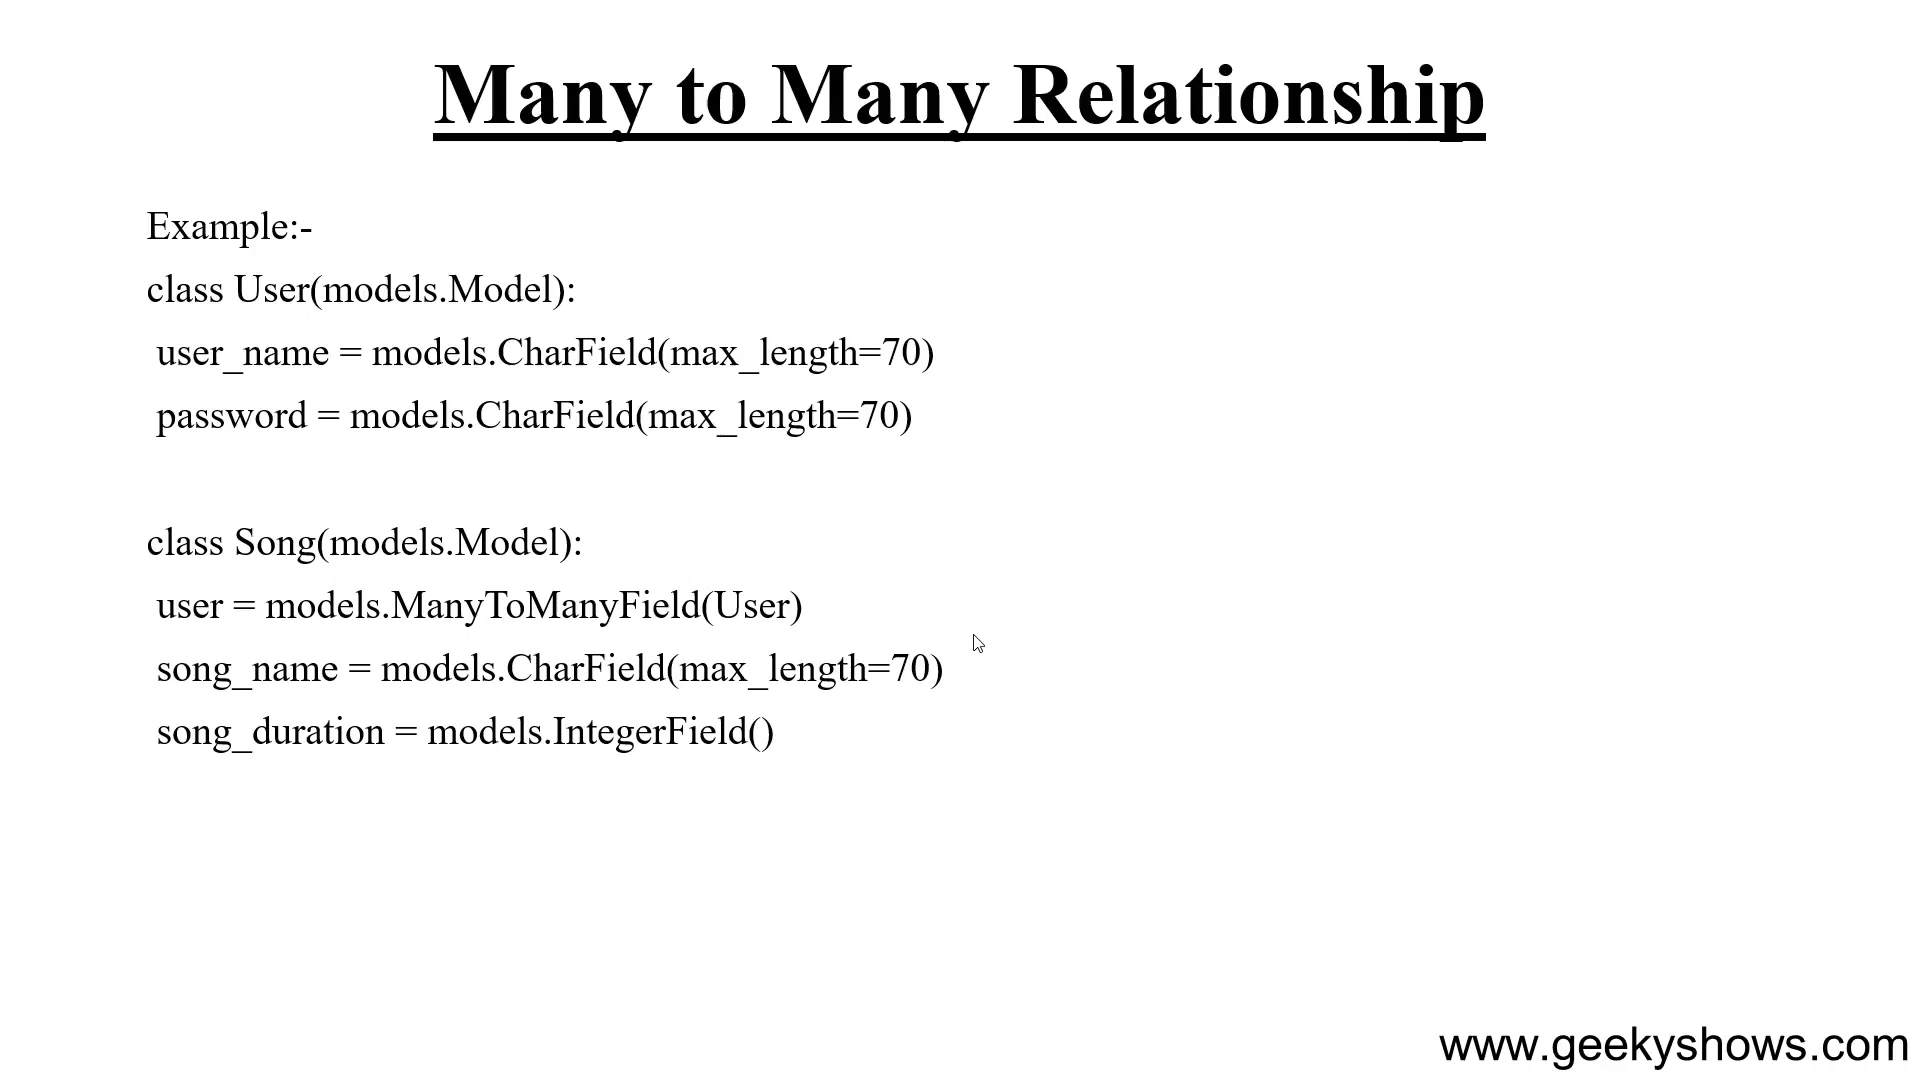 Many to Many Relationship
Example:-
class User(models.Model):
user_name = models.CharField(max_length=70)
password = models.CharField(max_length=70)
class Song(models.Model):
user = models.ManyToManyField(User)
song_name = models.CharField(max_length=70)
song_duration = models.IntegerField()
www.geekyshows.com